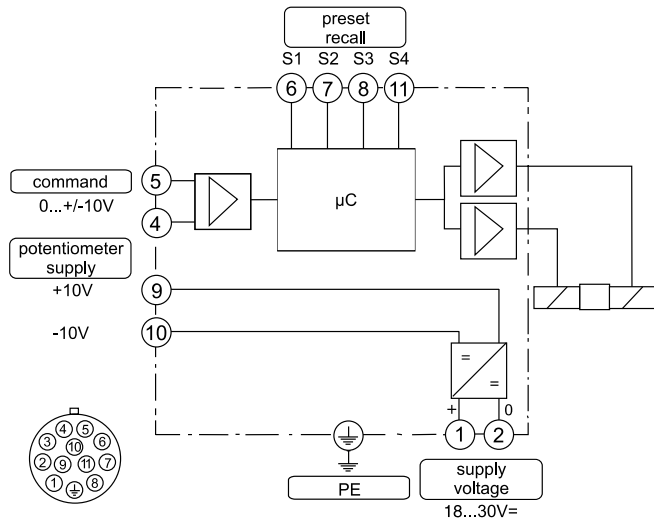 preset
recall
S1 S2 S3 S4
6 7 8 11
command
0...+/-10V
5
4
µC
potentiometer
supply
+10V
9
-10V
10
=
=
+ 0
1 2
PE
supply
voltage
18...30V=
4 5
3 10 6
2 9 11 7
1 8